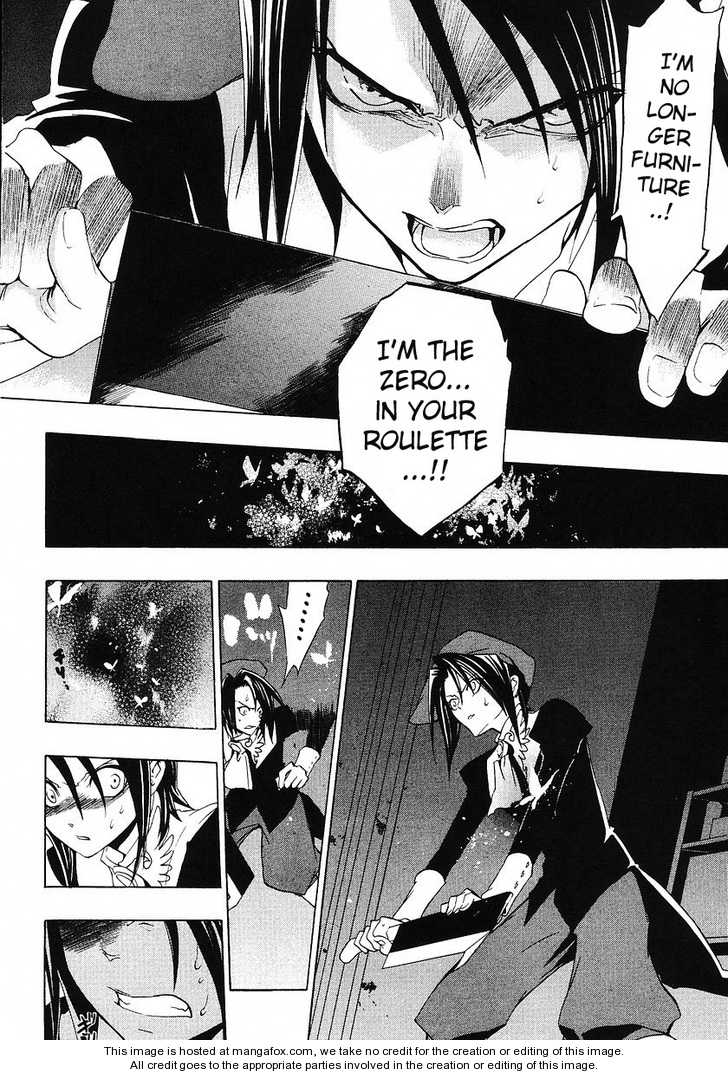 I'M
NO
LON-
GER
FURNI-
TURE
..!
I'M THE
ZERO...
IN YOUR
ROULETTE
...!!
......
This image is hosted at mangafox.com, we take no credit for the creation or editing of this image.
All credit goes to the appropriate parties involved in the creation or editing of this image.